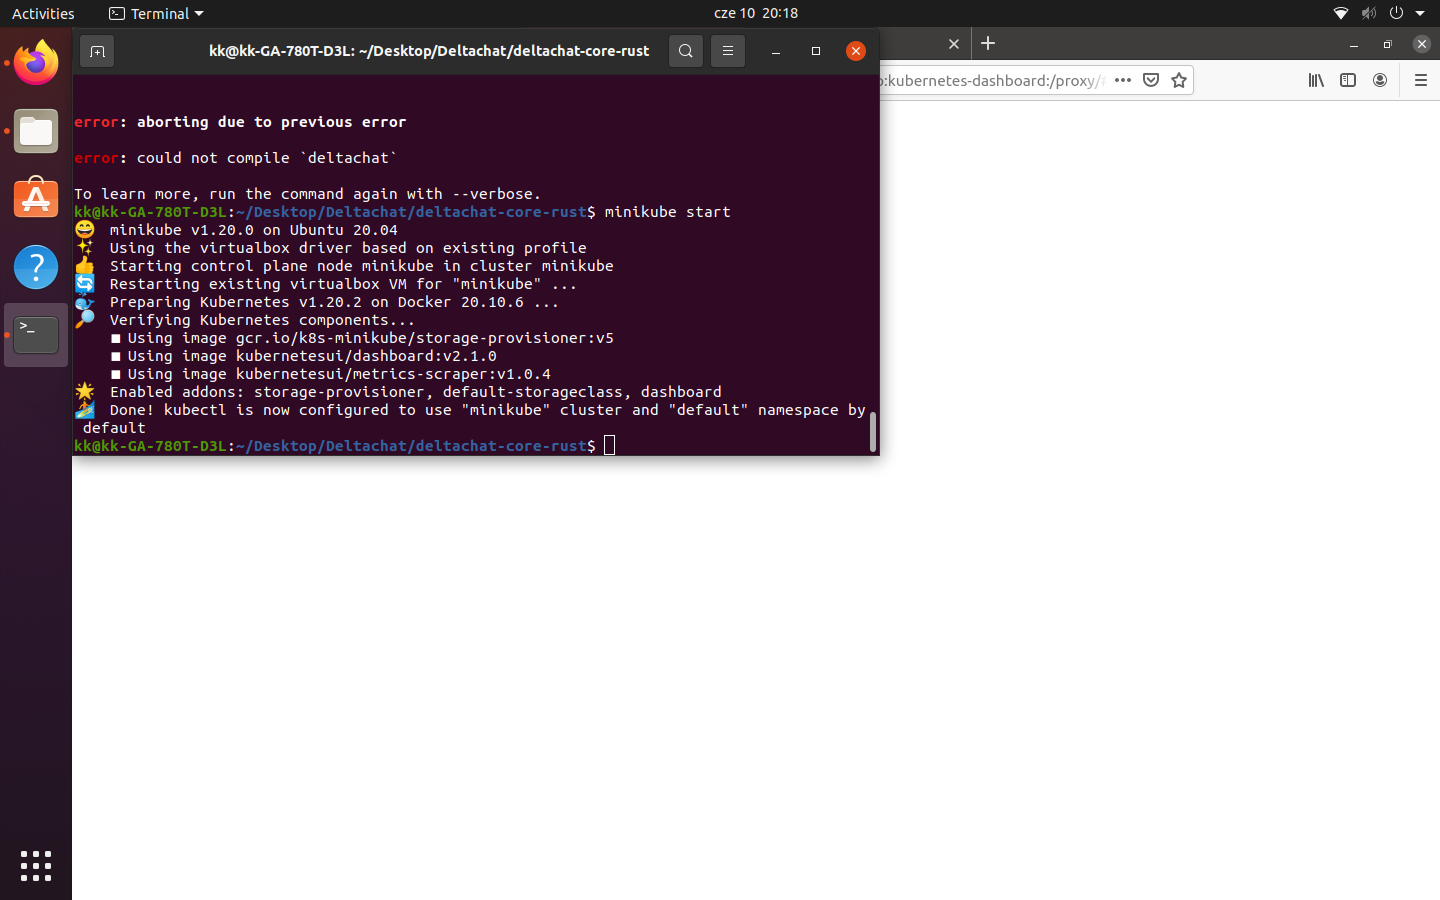 Activities
Terminal
cze 10 20:18
kk@kk-GA-780T-D3L: ~/Desktop/Deltachat/deltachat-core-rust
:kubernetes-dashboard:/proxy/
error: aborting due to previous error
error: could not compile `deltachat`
To learn more, run the command again with --verbose.
kk@kk-GA-780T-D3L:~/Desktop/Deltachat/deltachat-core-rust$ minikube start
😄 minikube v1.20.0 on Ubuntu 20.04
✨ Using the virtualbox driver based on existing profile
👍 Starting control plane node minikube in cluster minikube
🔄 Restarting existing virtualbox VM for "minikube" ...
🐳 Preparing Kubernetes v1.20.2 on Docker 20.10.6 ...
🔎 Verifying Kubernetes components...
▪ Using image gcr.io/k8s-minikube/storage-provisioner:v5
▪ Using image kubernetesui/dashboard:v2.1.0
▪ Using image kubernetesui/metrics-scraper:v1.0.4
🌟 Enabled addons: storage-provisioner, default-storageclass, dashboard
🏄 Done! kubectl is now configured to use "minikube" cluster and "default" namespace by
default
kk@kk-GA-780T-D3L:~/Desktop/Deltachat/deltachat-core-rust$